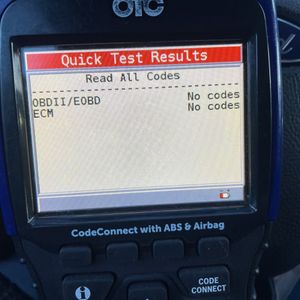 OTC
Quick Test Results
Read All Codes
OBDII/EOBD No codes
ECM No codes
CodeConnect with ABS & Airbag
i
CODE
CONNECT